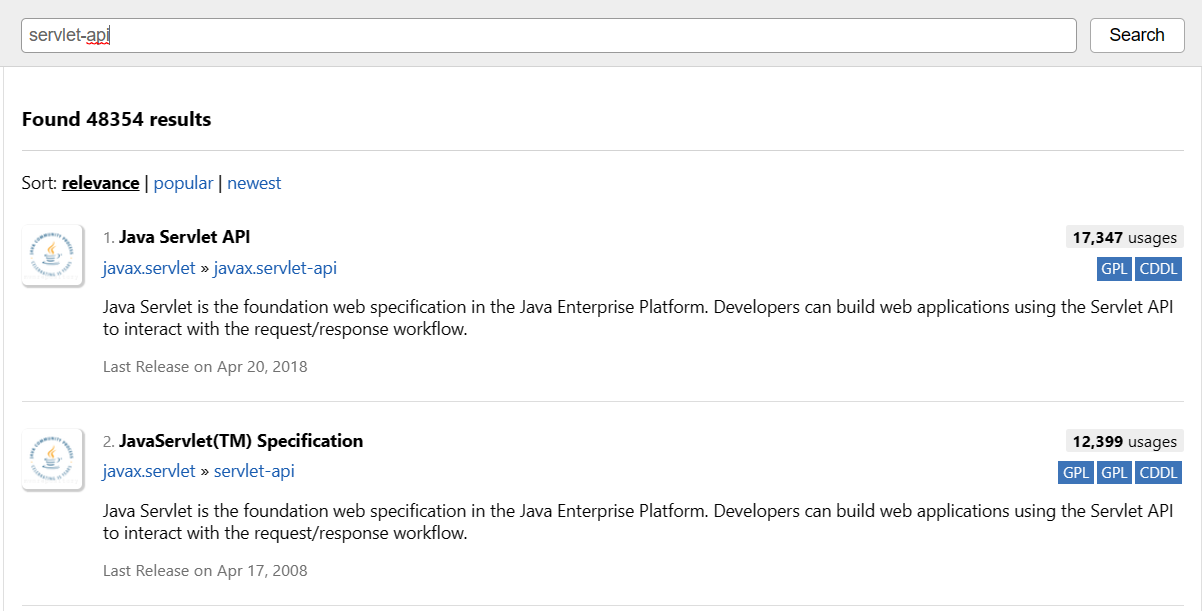 servlet-api
Search
Found 48354 results
Sort: relevance | popular | newest
1. Java Servlet API
17,347 usages
javax.servlet » javax.servlet-api
GPL CDDL
Java Servlet is the foundation web specification in the Java Enterprise Platform. Developers can build web applications using the Servlet API
to interact with the request/response workflow.
Last Release on Apr 20, 2018
2. JavaServlet(TM) Specification
12,399 usages
javax.servlet » servlet-api
GPL GPL CDDL
Java Servlet is the foundation web specification in the Java Enterprise Platform. Developers can build web applications using the Servlet API
to interact with the request/response workflow.
Last Release on Apr 17, 2008